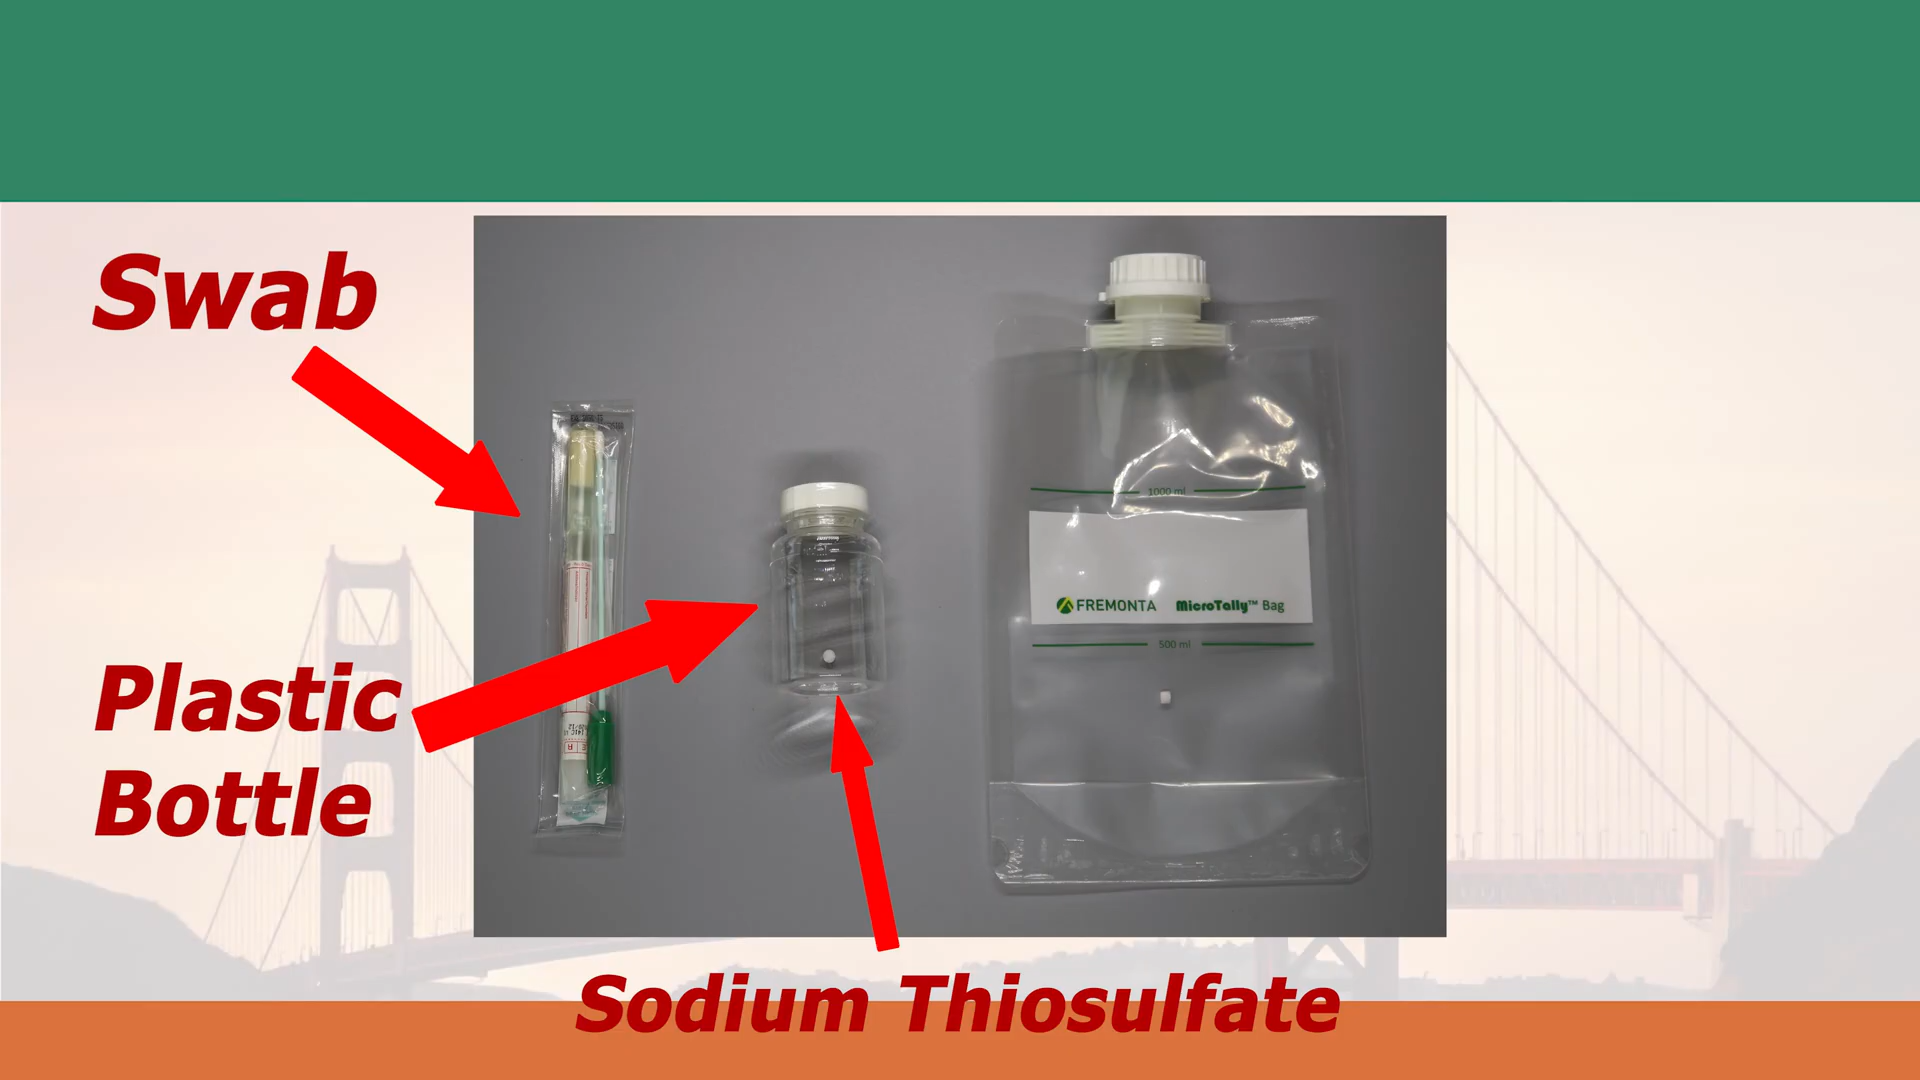 Swab
1000 ml
FREMONTA MicroTally™ Bag
500 ml
Plastic
Bottle
Sodium Thiosulfate